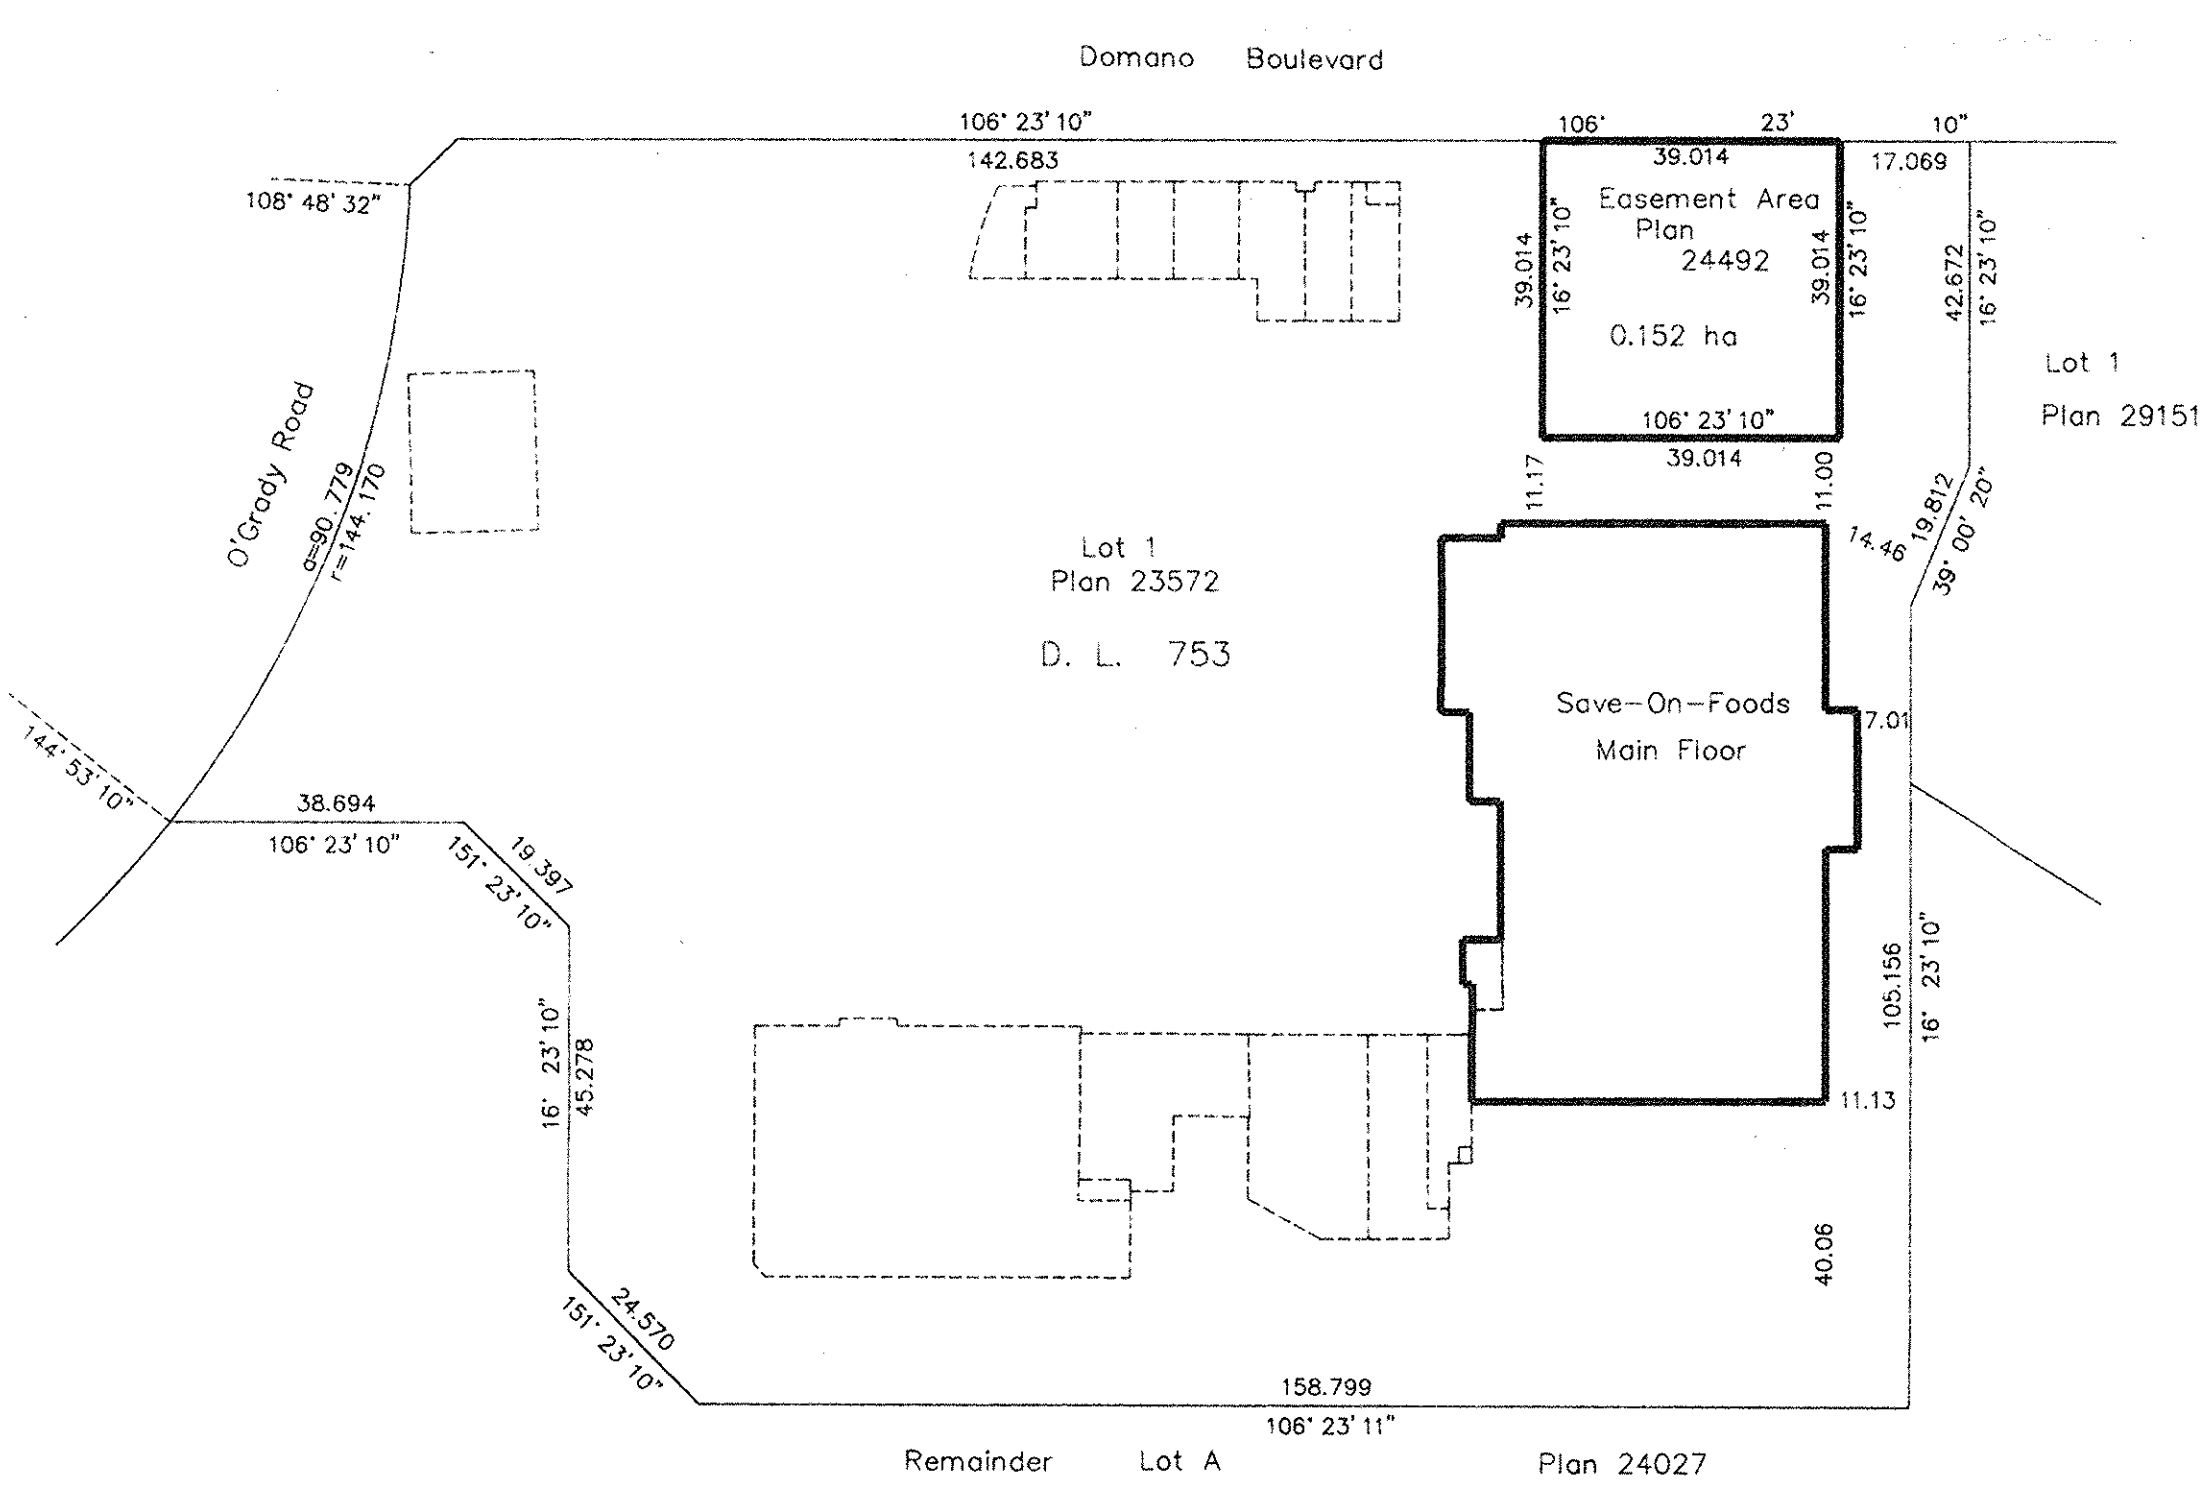 Domano Boulevard
106° 23' 10"
106° 23' 10"
142.683
39.014
17.069
108° 48' 32"
Easement Area
Plan
24492
0.152 ha
39.014
16° 23' 10"
39.014
16° 23' 10"
42.672
16° 23' 10"
Lot 1
Plan 29151
106° 23' 10"
39.014
O'Grady Road
a=90.779
r=144.170
11.17
11.00
14.46
19.812
39° 00' 20"
Lot 1
Plan 23572
D. L. 753
Save-On-Foods
Main Floor
7.01
144° 53' 10"
38.694
106° 23' 10"
19.397
151° 23' 10"
105.156
16° 23' 10"
16° 23' 10"
45.278
11.13
40.06
24.570
151° 23' 10"
158.799
106° 23' 11"
Remainder Lot A Plan 24027